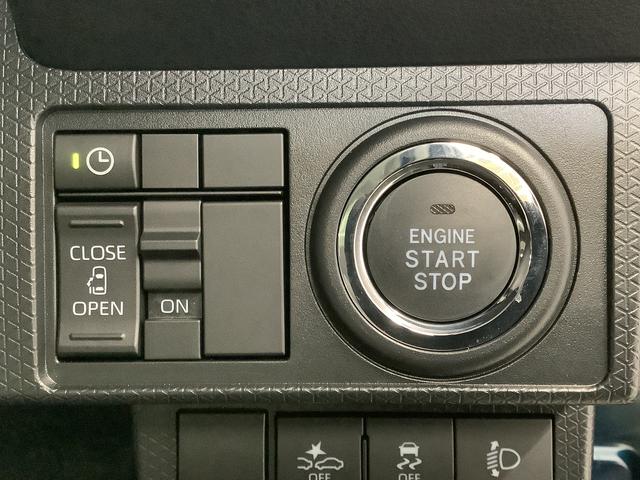 CLOSE
OPEN
ON
ENGINE
START
STOP
OFF
OFF